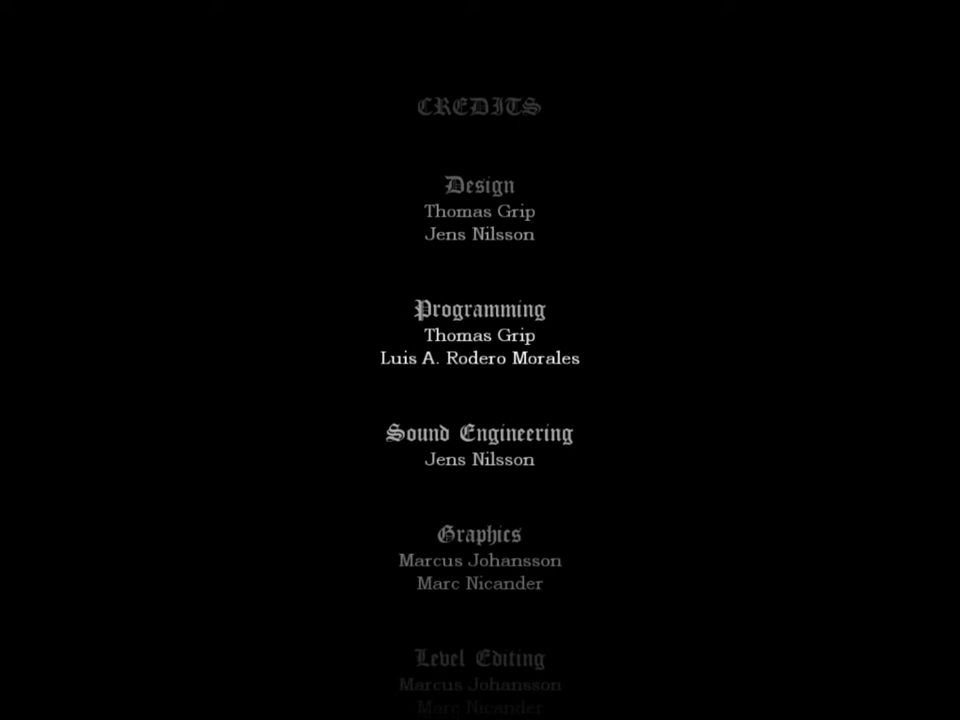 CREDITS
Design
Thomas Grip
Jens Nilsson
Programming
Thomas Grip
Luis A. Rodero Morales
Sound Engineering
Jens Nilsson
Graphics
Marcus Johansson
Marc Nicander
Level Editing
Marcus Johansson
Marc Nicander